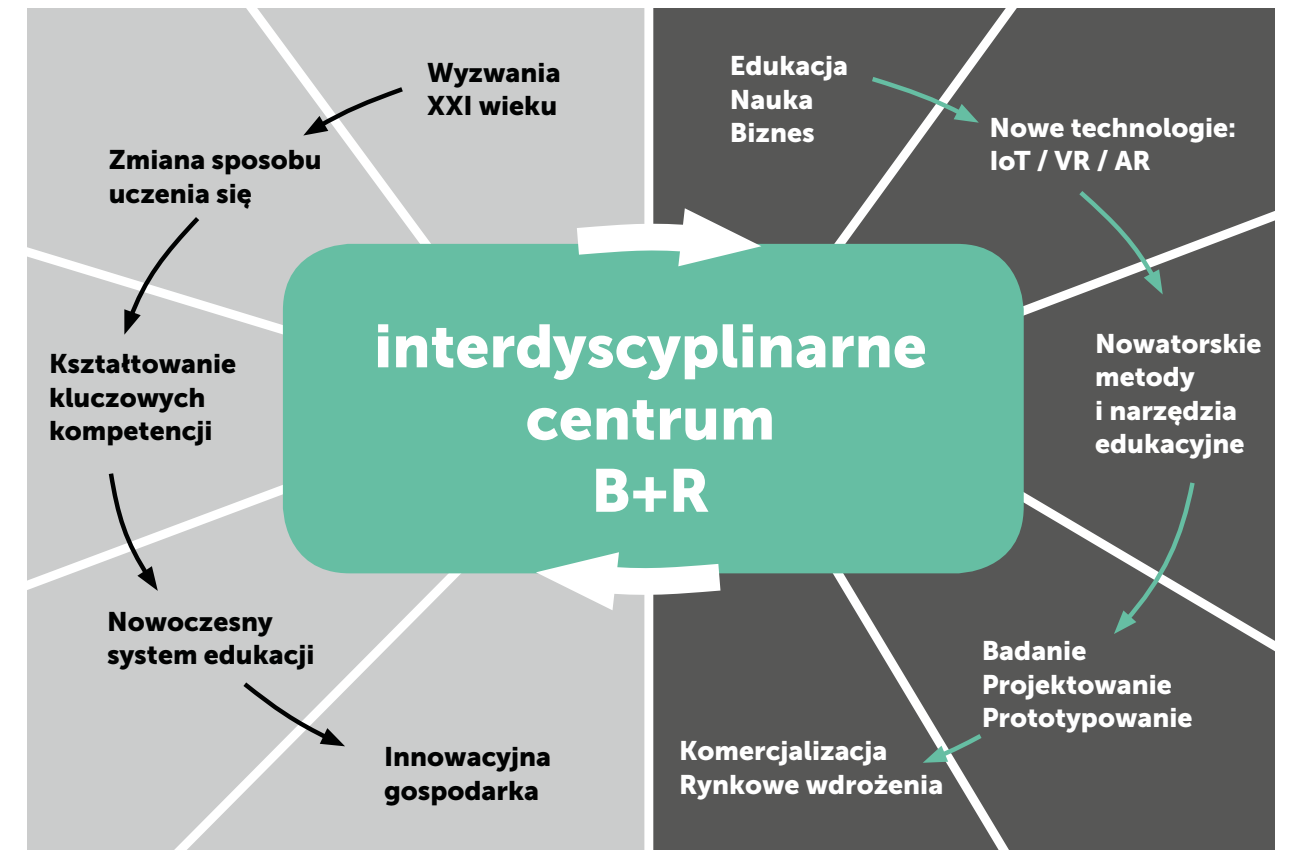 Wyzwania
XXI wieku
Zmiana sposobu
uczenia się
Kształtowanie
kluczowych
kompetencji
Nowoczesny
system edukacji
Innowacyjna
gospodarka
interdyscyplinarne
centrum
B+R
Edukacja
Nauka
Biznes
Nowe technologie:
IoT / VR / AR
Nowatorskie
metody
i narzędzia
edukacyjne
Badanie
Projektowanie
Prototypowanie
Komercjalizacja
Rynkowe wdrożenia